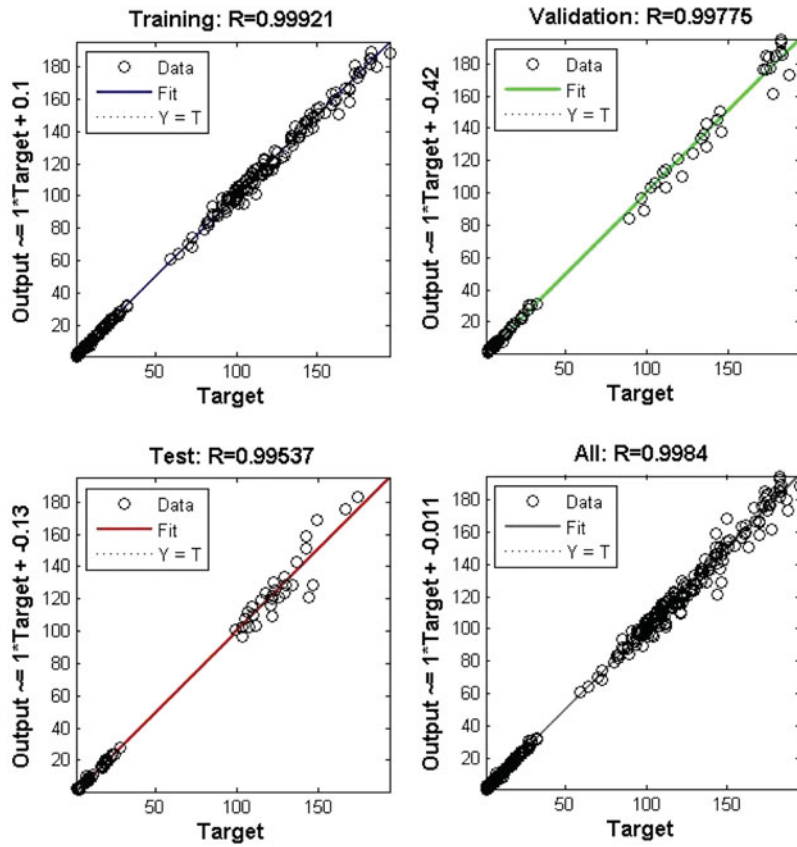 Training: R=0.99921
Output ~= 1*Target + 0.1
180
160
140
120
100
80
60
40
20
Data
Fit
Y = T
50
100
150
Target
Validation: R=0.99775
Output ~= 1*Target + -0.42
180
160
140
120
100
80
60
40
20
Data
Fit
Y = T
50
100
150
Target
Test: R=0.99537
Output ~= 1*Target + -0.13
180
160
140
120
100
80
60
40
20
Data
Fit
Y = T
50
100
150
Target
All: R=0.9984
Output ~= 1*Target + -0.011
180
160
140
120
100
80
60
40
20
Data
Fit
Y = T
50
100
150
Target